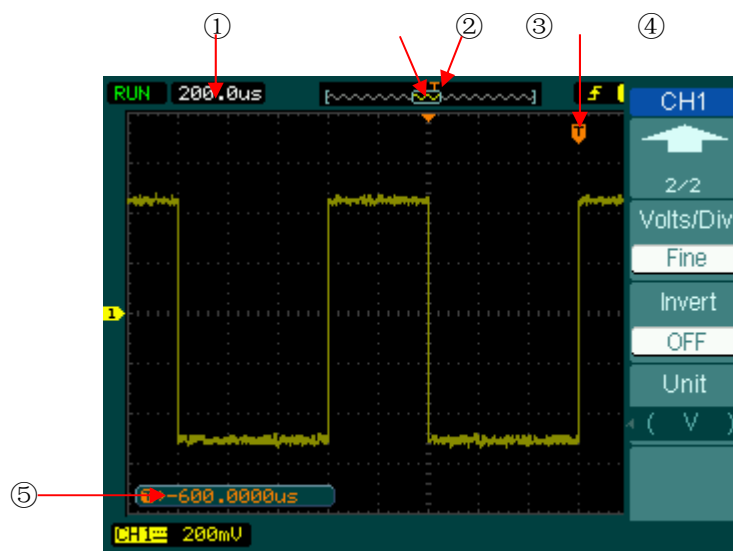 ① ② ③ ④
RUN 200.0us T CH1
T
2/2
Volts/Div
Fine
1
Invert
OFF
Unit
( V )
⑤ T -600.0000us
CH1 200mV